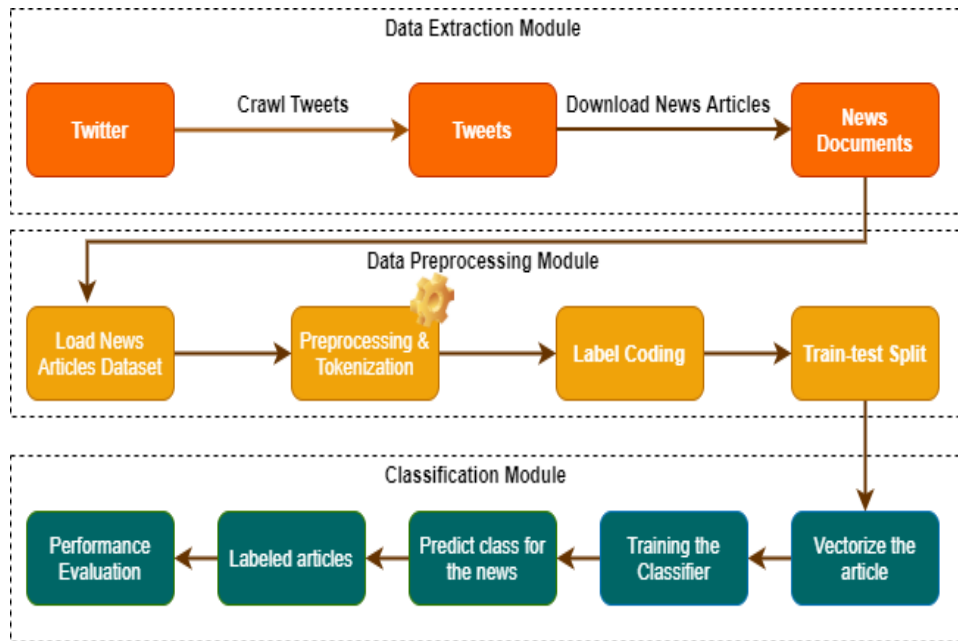 Data Extraction Module
Twitter
Crawl Tweets
Tweets
Download News Articles
News
Documents
Data Preprocessing Module
Load News
Articles Dataset
Preprocessing &
Tokenization
Label Coding
Train-test Split
Classification Module
Performance
Evaluation
Labeled articles
Predict class for
the news
Training the
Classifier
Vectorize the
article